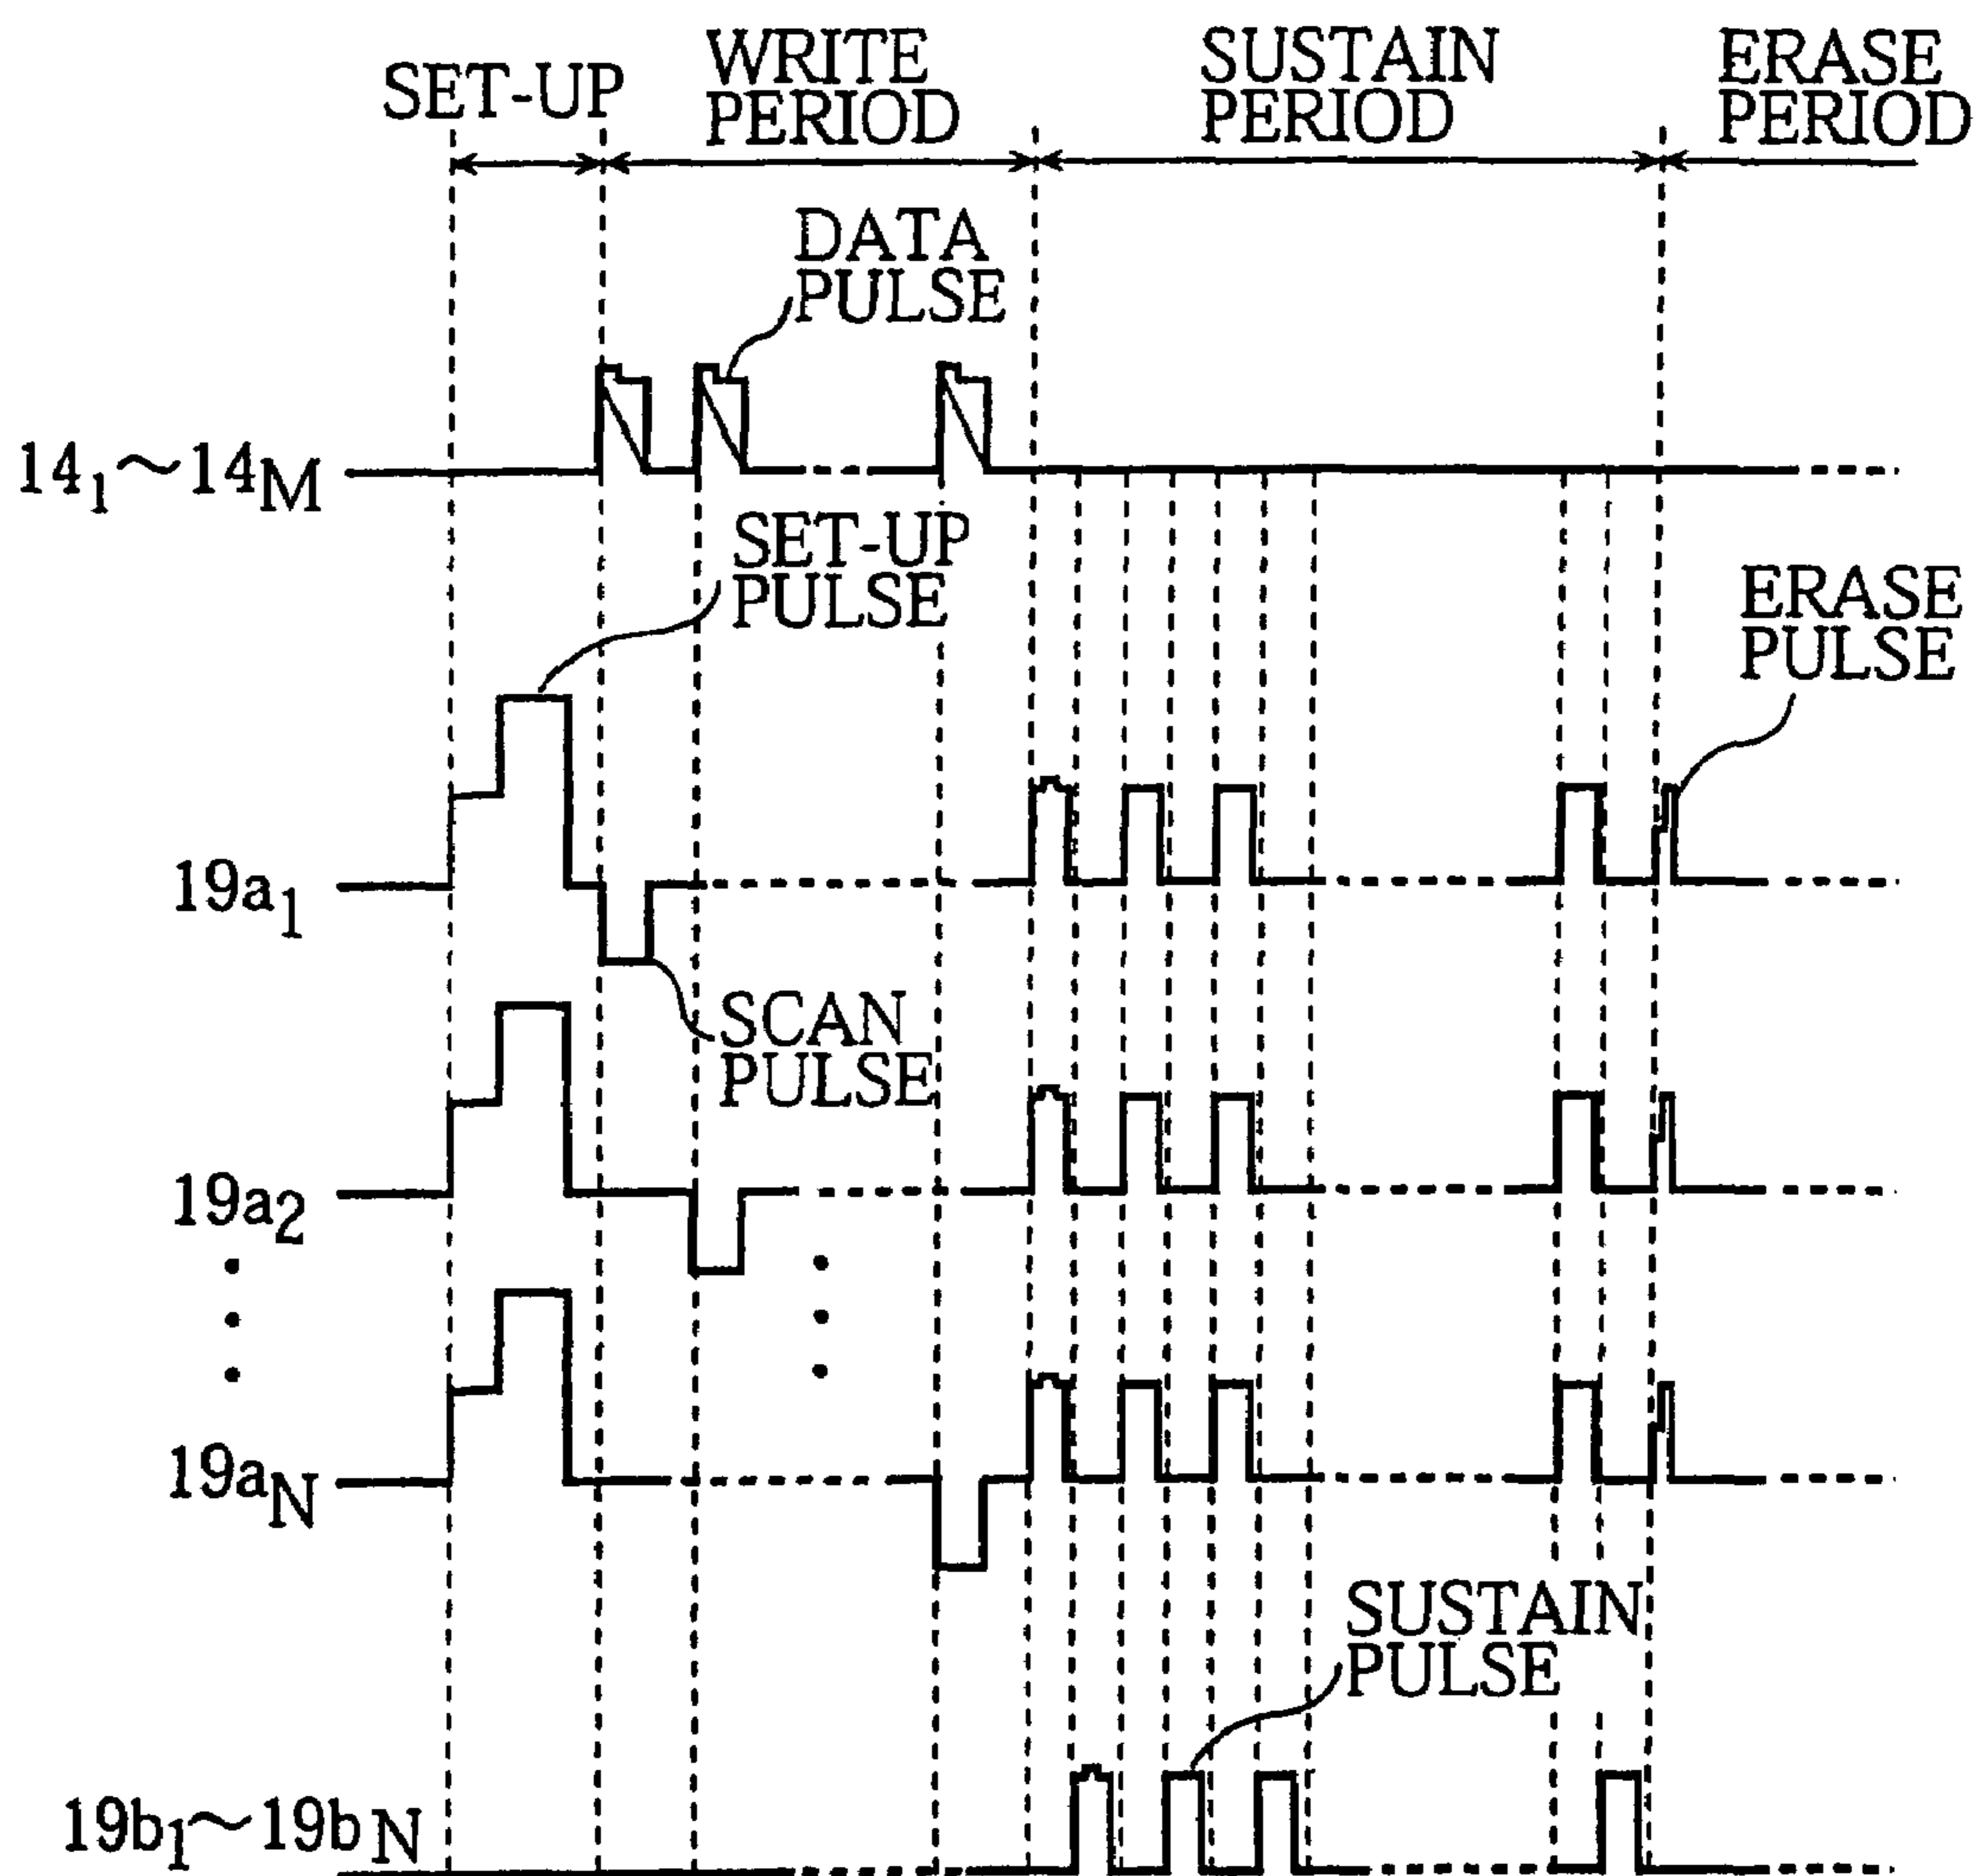 SET-UP
WRITE
PERIOD
SUSTAIN
PERIOD
ERASE
PERIOD
DATA
PULSE
14₁~14M
SET-UP
PULSE
ERASE
PULSE
19a₁
SCAN
PULSE
19a₂
19aN
SUSTAIN
PULSE
19b₁~19bN